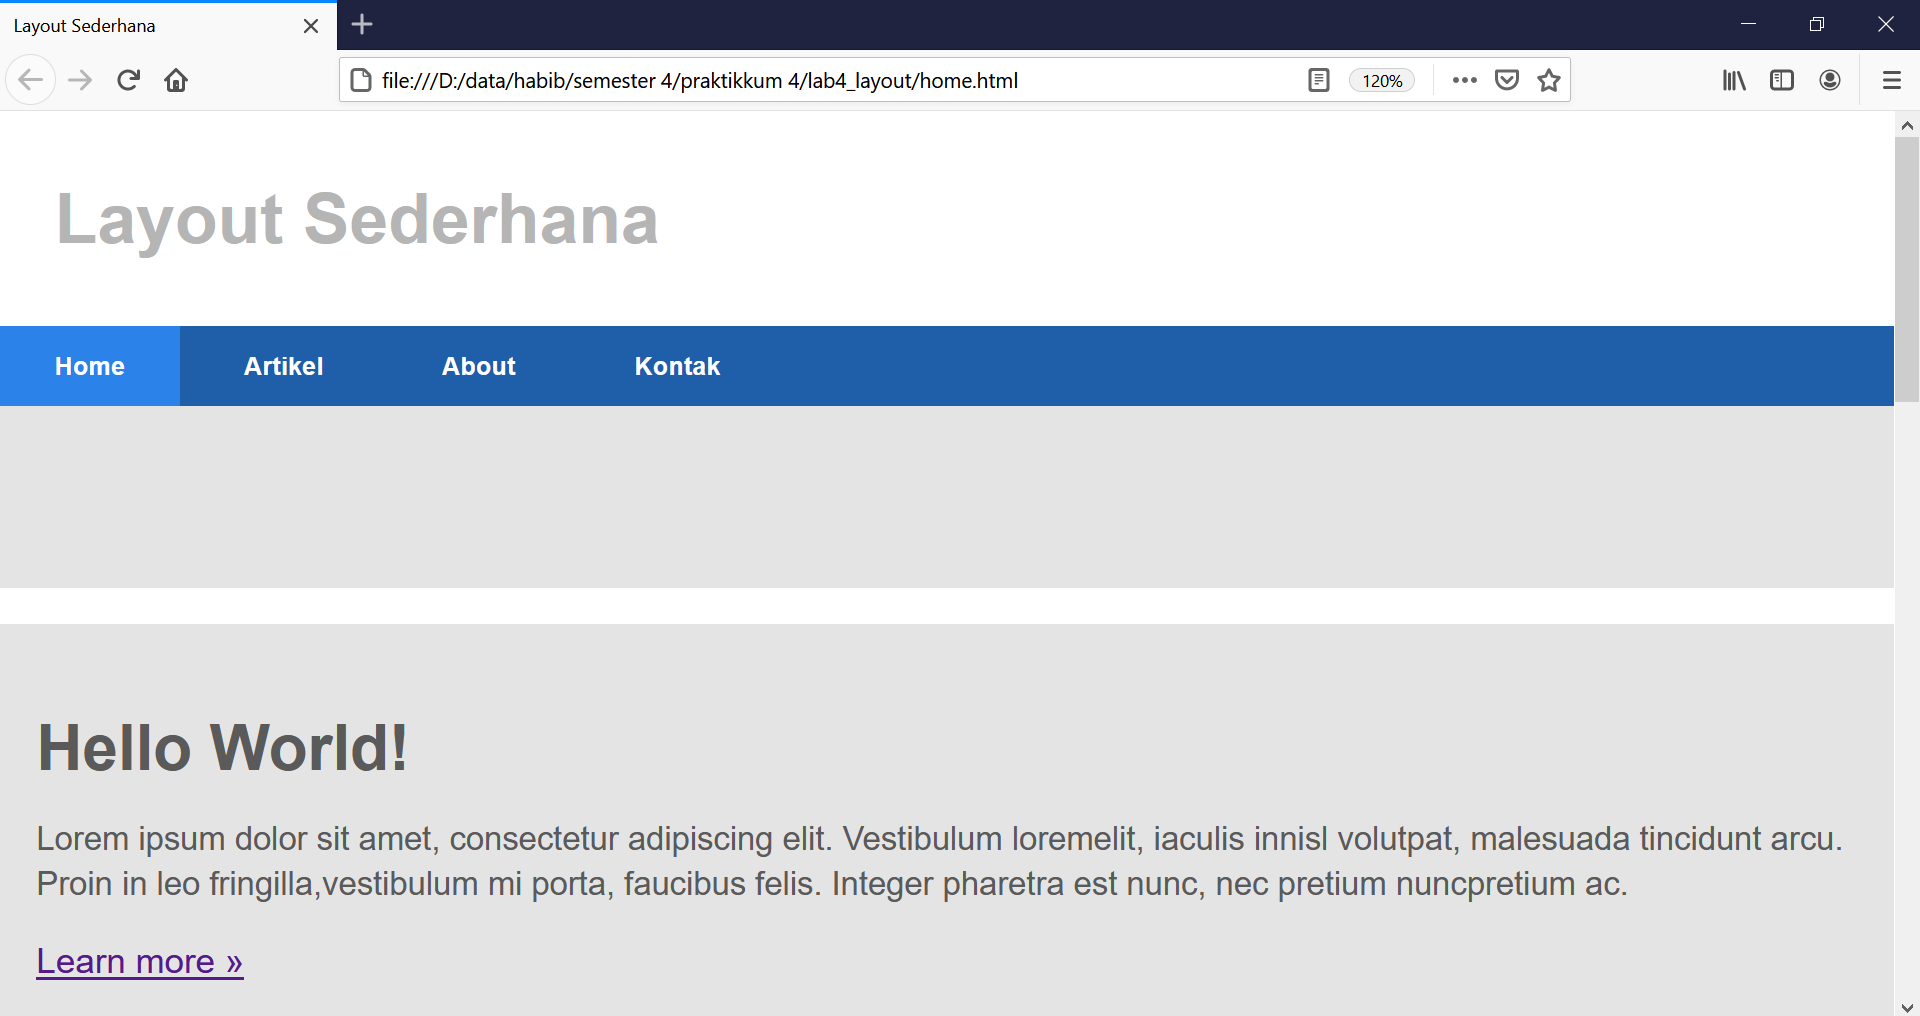 Layout Sederhana
file:///D:/data/habib/semester 4/praktikkum 4/lab4_layout/home.html
120%
Layout Sederhana
Home
Artikel
About
Kontak
Hello World!
Lorem ipsum dolor sit amet, consectetur adipiscing elit. Vestibulum loremelit, iaculis innisl volutpat, malesuada tincidunt arcu.
Proin in leo fringilla,vestibulum mi porta, faucibus felis. Integer pharetra est nunc, nec pretium nuncpretium ac.
Learn more »